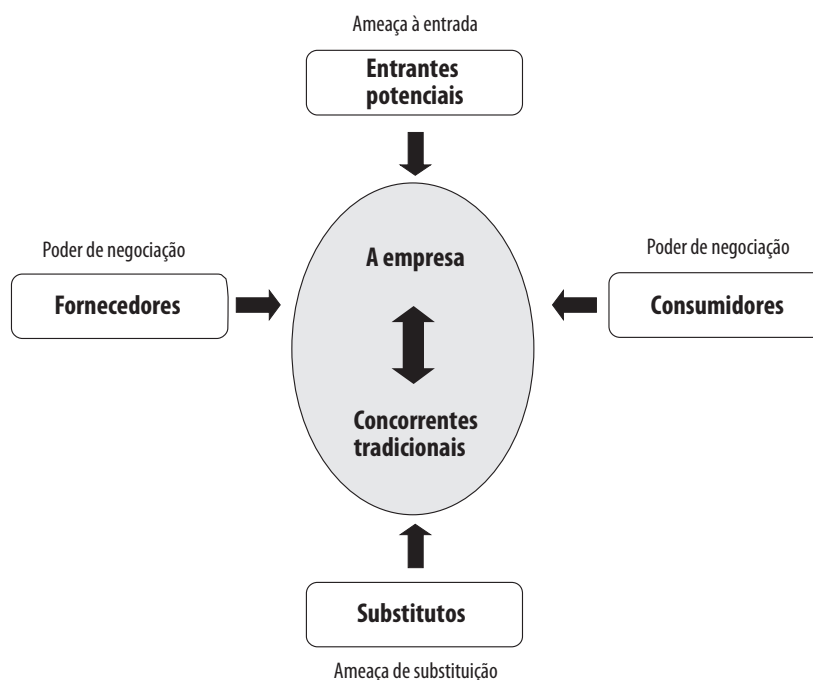 Ameaça à entrada
Entrantes
potenciais
Poder de negociação
Fornecedores
A empresa
Concorrentes
tradicionais
Poder de negociação
Consumidores
Substitutos
Ameaça de substituição